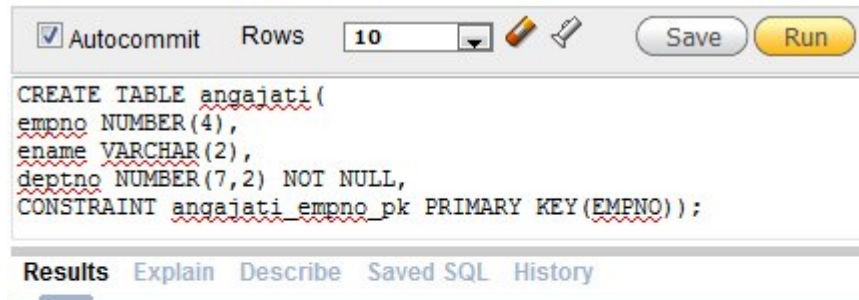 Autocommit Rows 10 Save Run
CREATE TABLE angajati(
empno NUMBER(4),
ename VARCHAR(2),
deptno NUMBER(7,2) NOT NULL,
CONSTRAINT angajati_empno_pk PRIMARY KEY(EMPNO));
Results Explain Describe Saved SQL History